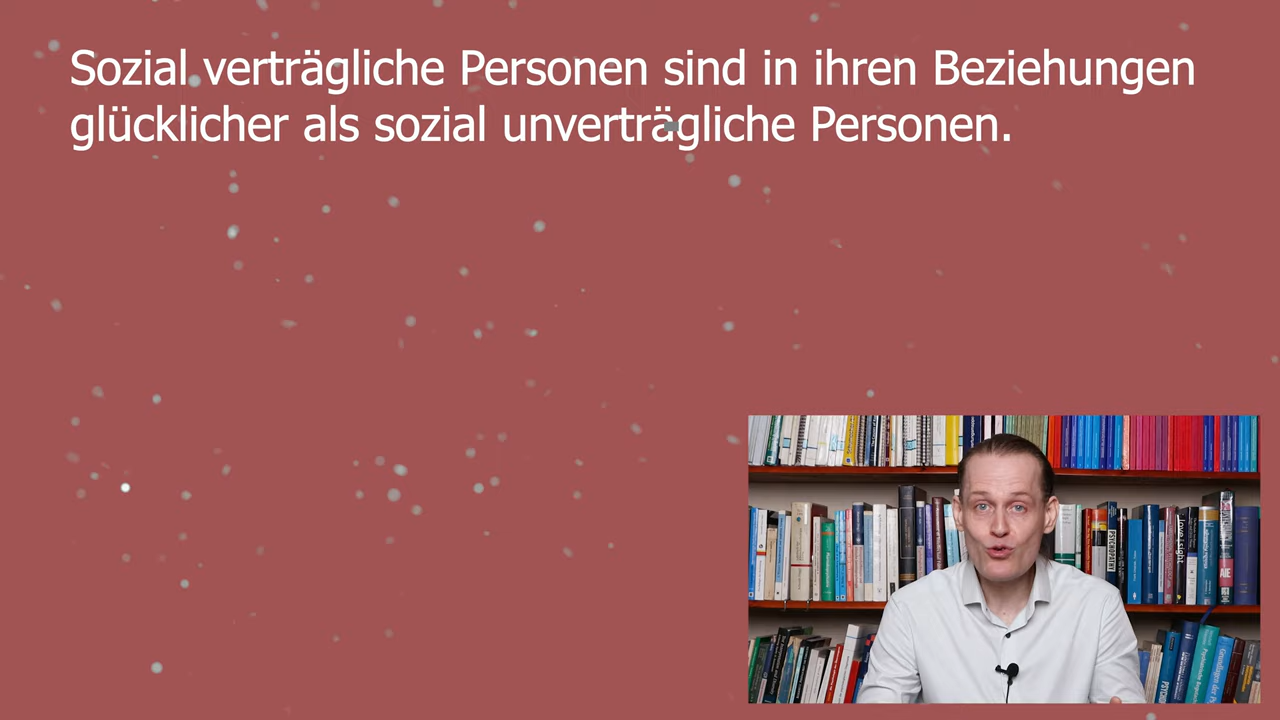 Sozial verträgliche Personen sind in ihren Beziehungen
glücklicher als sozial unverträgliche Personen.